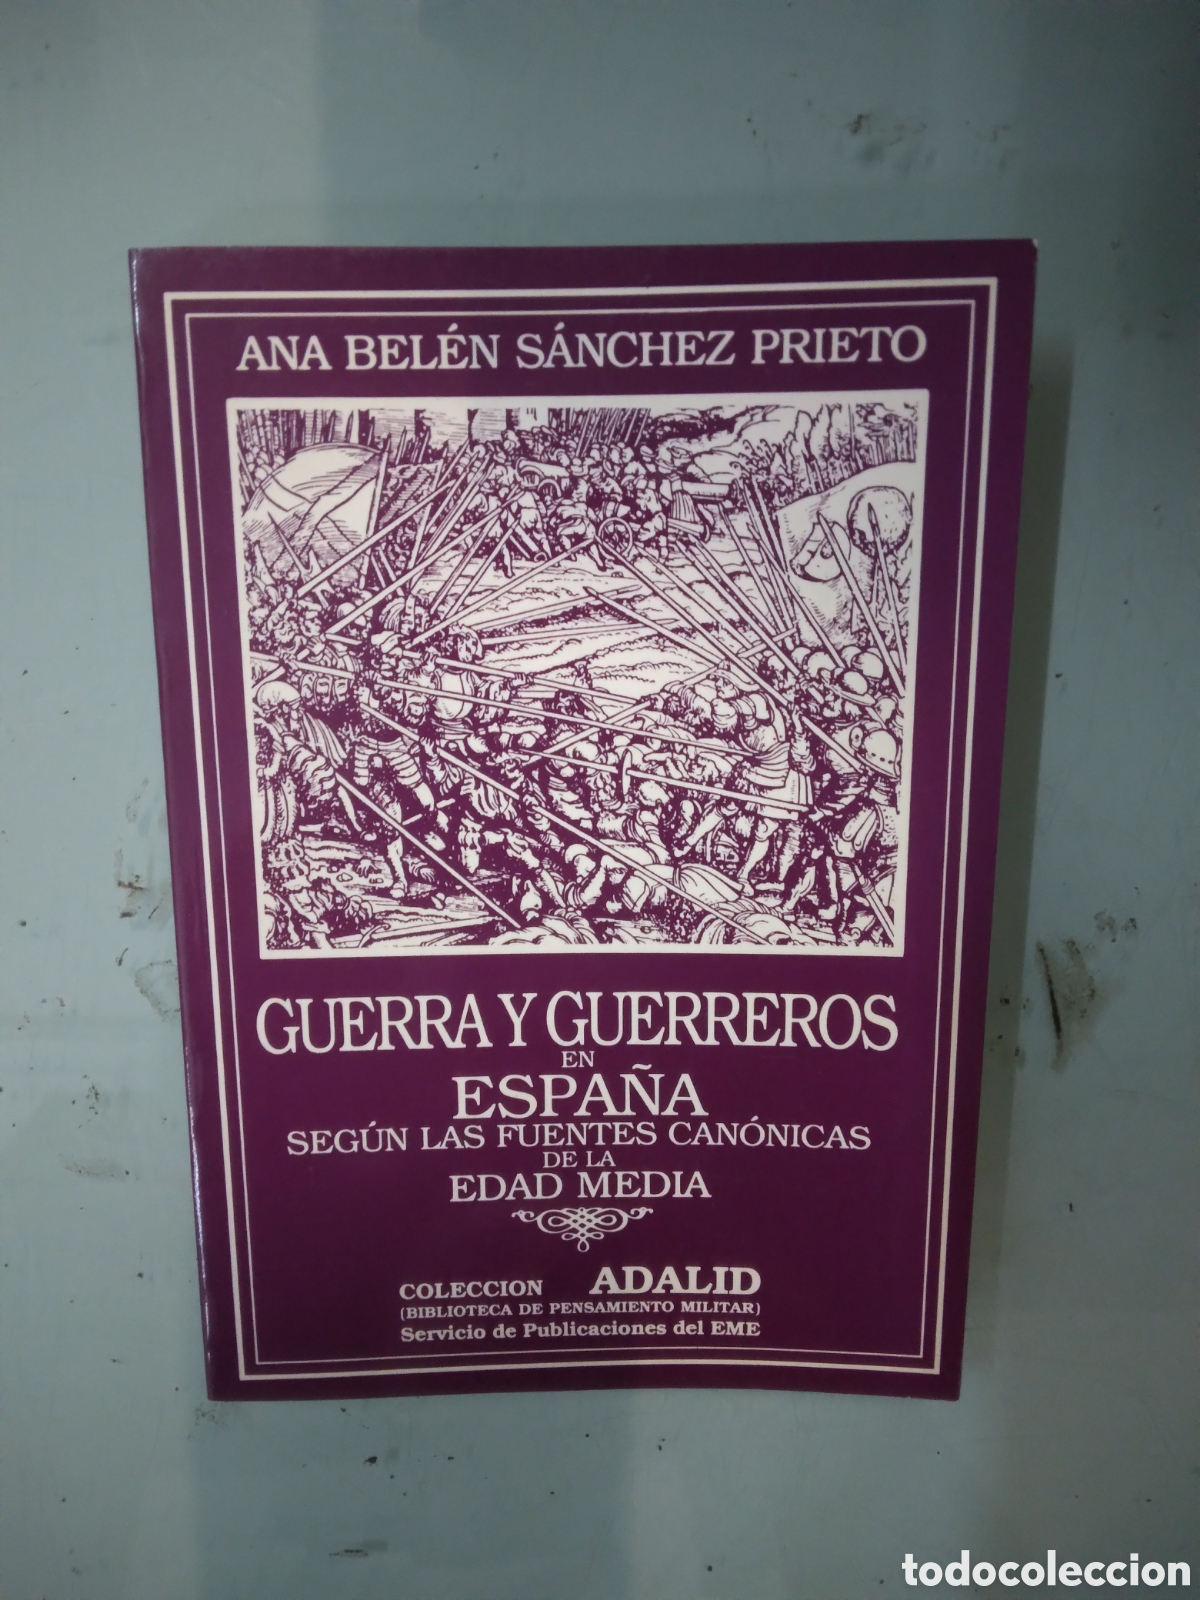 ANA BELÉN SÁNCHEZ PRIETO
GUERRA Y GUERREROS
EN
ESPAÑA
SEGÚN LAS FUENTES CANÓNICAS
DE LA
EDAD MEDIA
COLECCION ADALID
(BIBLIOTECA DE PENSAMIENTO MILITAR)
Servicio de Publicaciones del EME
todocoleccion